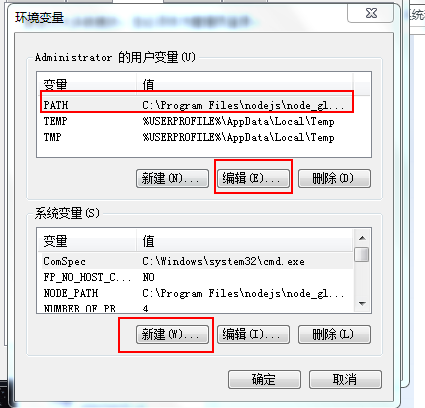 环境变量
Administrator 的用户变量(U)
变量 值
PATH C:\Program Files\nodejs\node_gl...
TEMP %USERPROFILE%\AppData\Local\Temp
TMP %USERPROFILE%\AppData\Local\Temp
新建(N)... 编辑(E)... 删除(D)
系统变量(S)
变量 值
ComSpec C:\Windows\system32\cmd.exe
FP_NO_HOST_C... NO
NODE_PATH C:\Program Files\nodejs\node_gl...
NUMBER_OF_PR... 4
新建(W)... 编辑(I)... 删除(L)
确定 取消